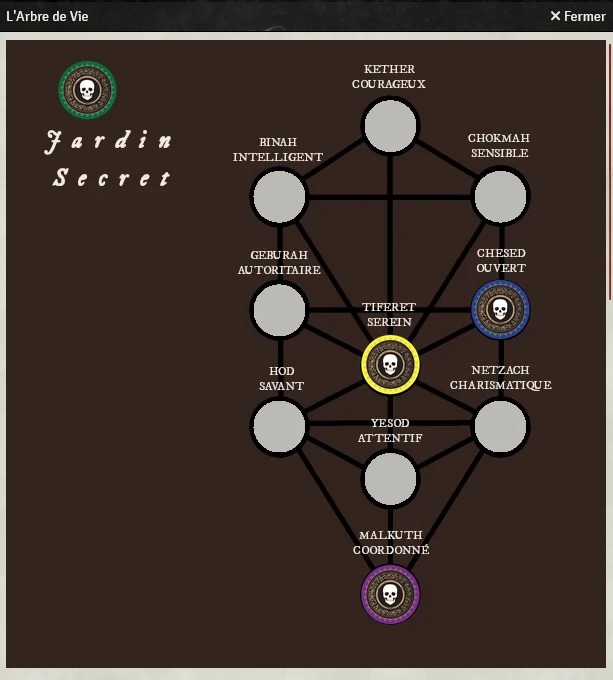 L'Arbre de Vie
✕ Fermer
Jardin
Secret
KETHER
COURAGEUX
BINAH
INTELLIGENT
CHOKMAH
SENSIBLE
GEBURAH
AUTORITAIRE
CHESED
OUVERT
TIFERET
SEREIN
HOD
SAVANT
NETZACH
CHARISMATIQUE
YESOD
ATTENTIF
MALKUTH
COORDONNÉ